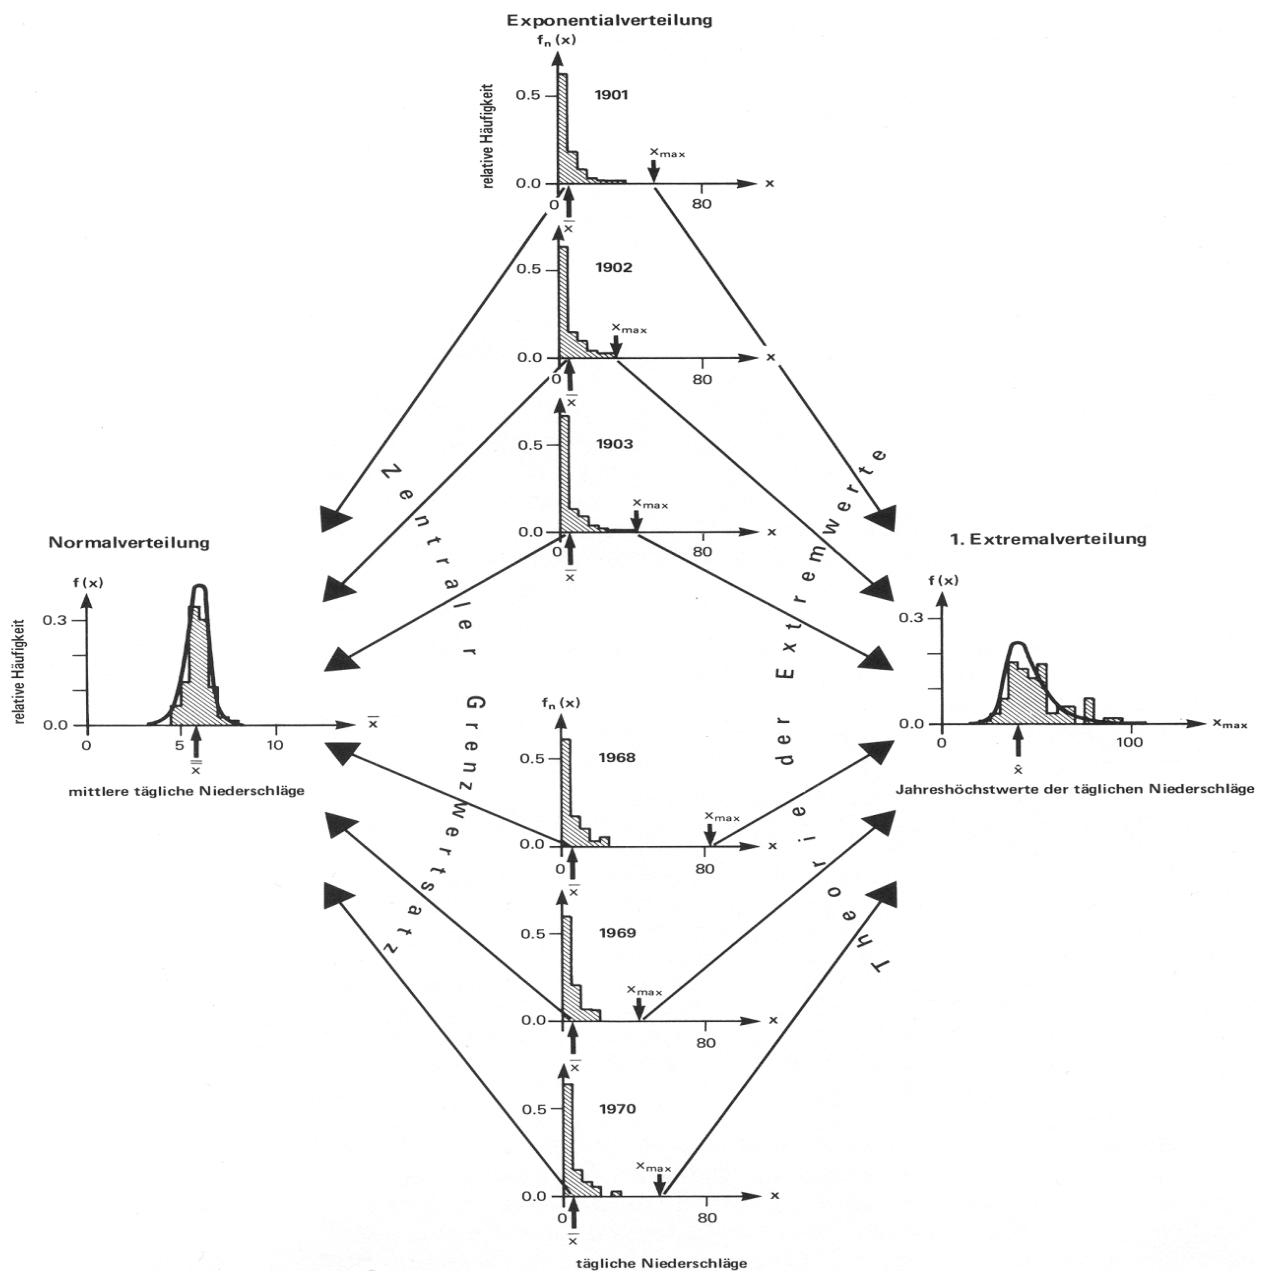 Exponentialverteilung
fn (x)
relative Häufigkeit
0.5
1901
xmax
0.0
x
0
80
x̅
0.5
1902
xmax
0.0
x
0
80
x̅
0.5
1903
xmax
0.0
x
0
80
x̅
Zentraler Grenzwertsatz
Theorie der Extremwerte
Normalverteilung
f (x)
relative Häufigkeit
0.3
0.0
x̅
0
5
10
x̿
mittlere tägliche Niederschläge
1. Extremalverteilung
f (x)
0.3
0.0
xmax
0
100
x̂
Jahreshöchstwerte der täglichen Niederschläge
fn (x)
0.5
1968
xmax
0.0
x
0
80
x̅
0.5
1969
xmax
0.0
x
80
x̅
0.5
1970
xmax
0.0
x
0
80
x̅
tägliche Niederschläge